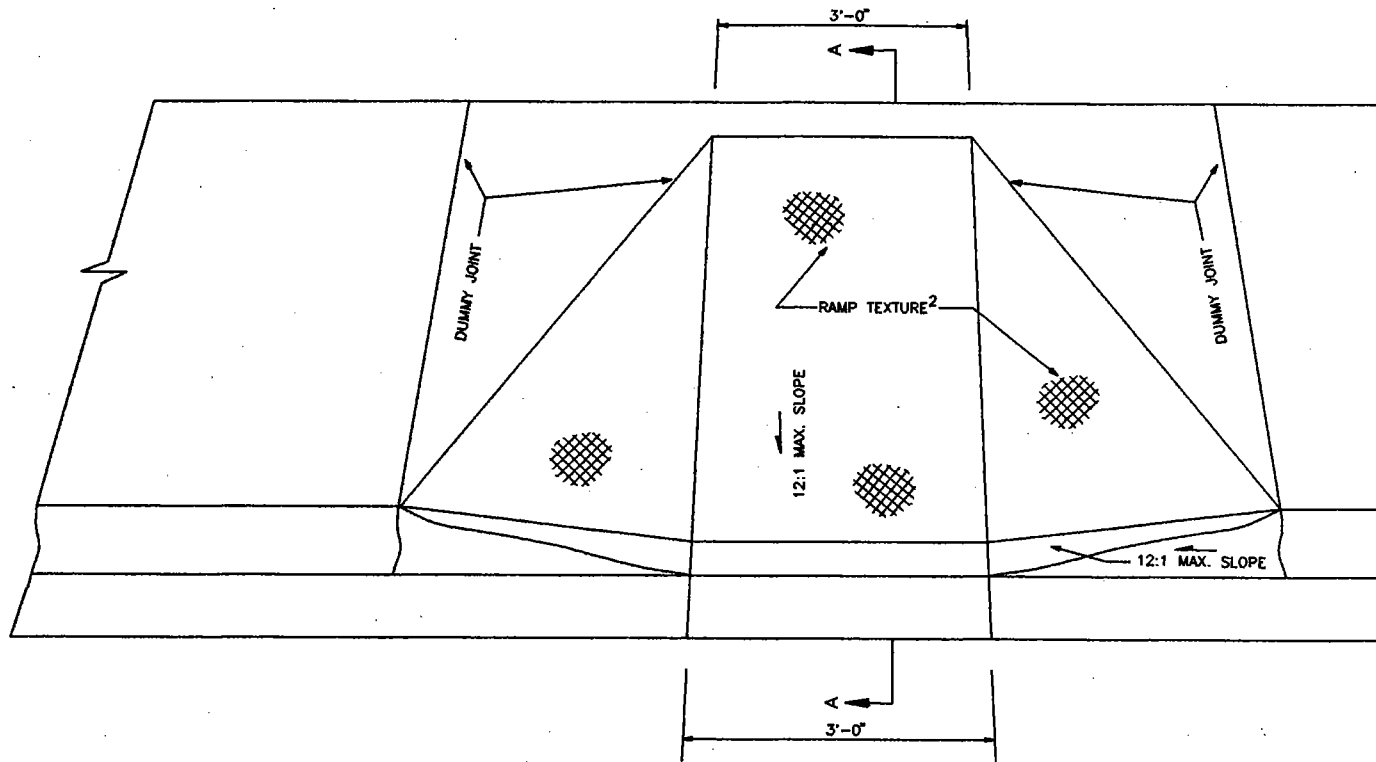 3'-0"
A
DUMMY JOINT
RAMP TEXTURE²
DUMMY JOINT
12:1 MAX. SLOPE
12:1 MAX. SLOPE
A
3'-0"